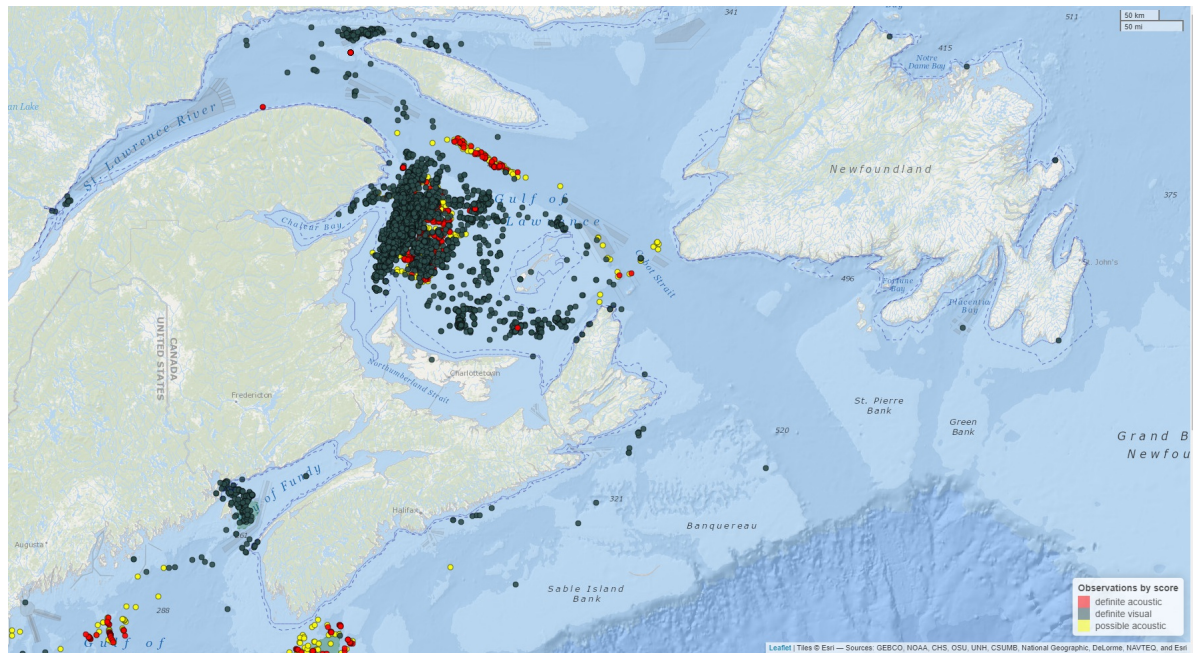 341
511
50 km
50 mi
415
Notre
Dame Bay
St. Lawrence River
Newfoundland
375
Gulf of
Chaleur Bay
Cabot Strait
St. John's
496
Fortune
Bay
Placentia
Bay
CANADA
UNITED STATES
Northumberland Strait
Charlottetown
Fredericton
St. Pierre
Bank
Green
Bank
520
Grand B
Newfou
of Fundy
321
Halifax
Banquereau
Augusta
Sable Island
Bank
288
Gulf of
Observations by score
definite acoustic
definite visual
possible acoustic
Leaflet | Tiles © Esri — Sources: GEBCO, NOAA, CHS, OSU, UNH, CSUMB, National Geographic, DeLorme, NAVTEQ, and Esri